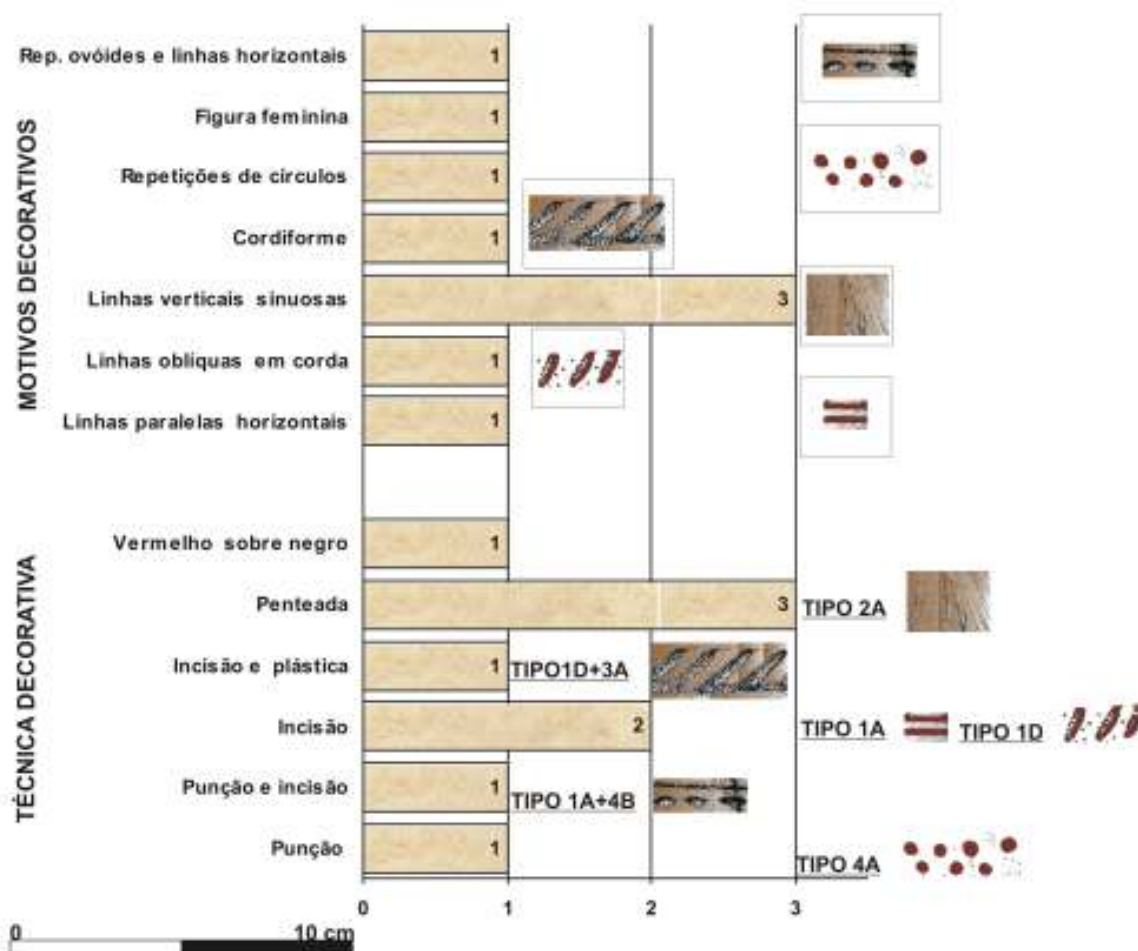 MOTIVOS DECORATIVOS
Rep. ovóides e linhas horizontais 1
Figura feminina 1
Repetições de círculos 1
Cordiforme 1
Linhas verticais sinuosas 3
Linhas oblíquas em corda 1
Linhas paralelas horizontais 1
TÉCNICA DECORATIVA
Vermelho sobre negro 1
Penteada 3 TIPO 2A
Incisão e plástica 1 TIPO1D+3A
Incisão 2 TIPO 1A TIPO 1D
Punção e incisão 1 TIPO 1A+4B
Punção 1 TIPO 4A
0 1 2 3
0 10 cm